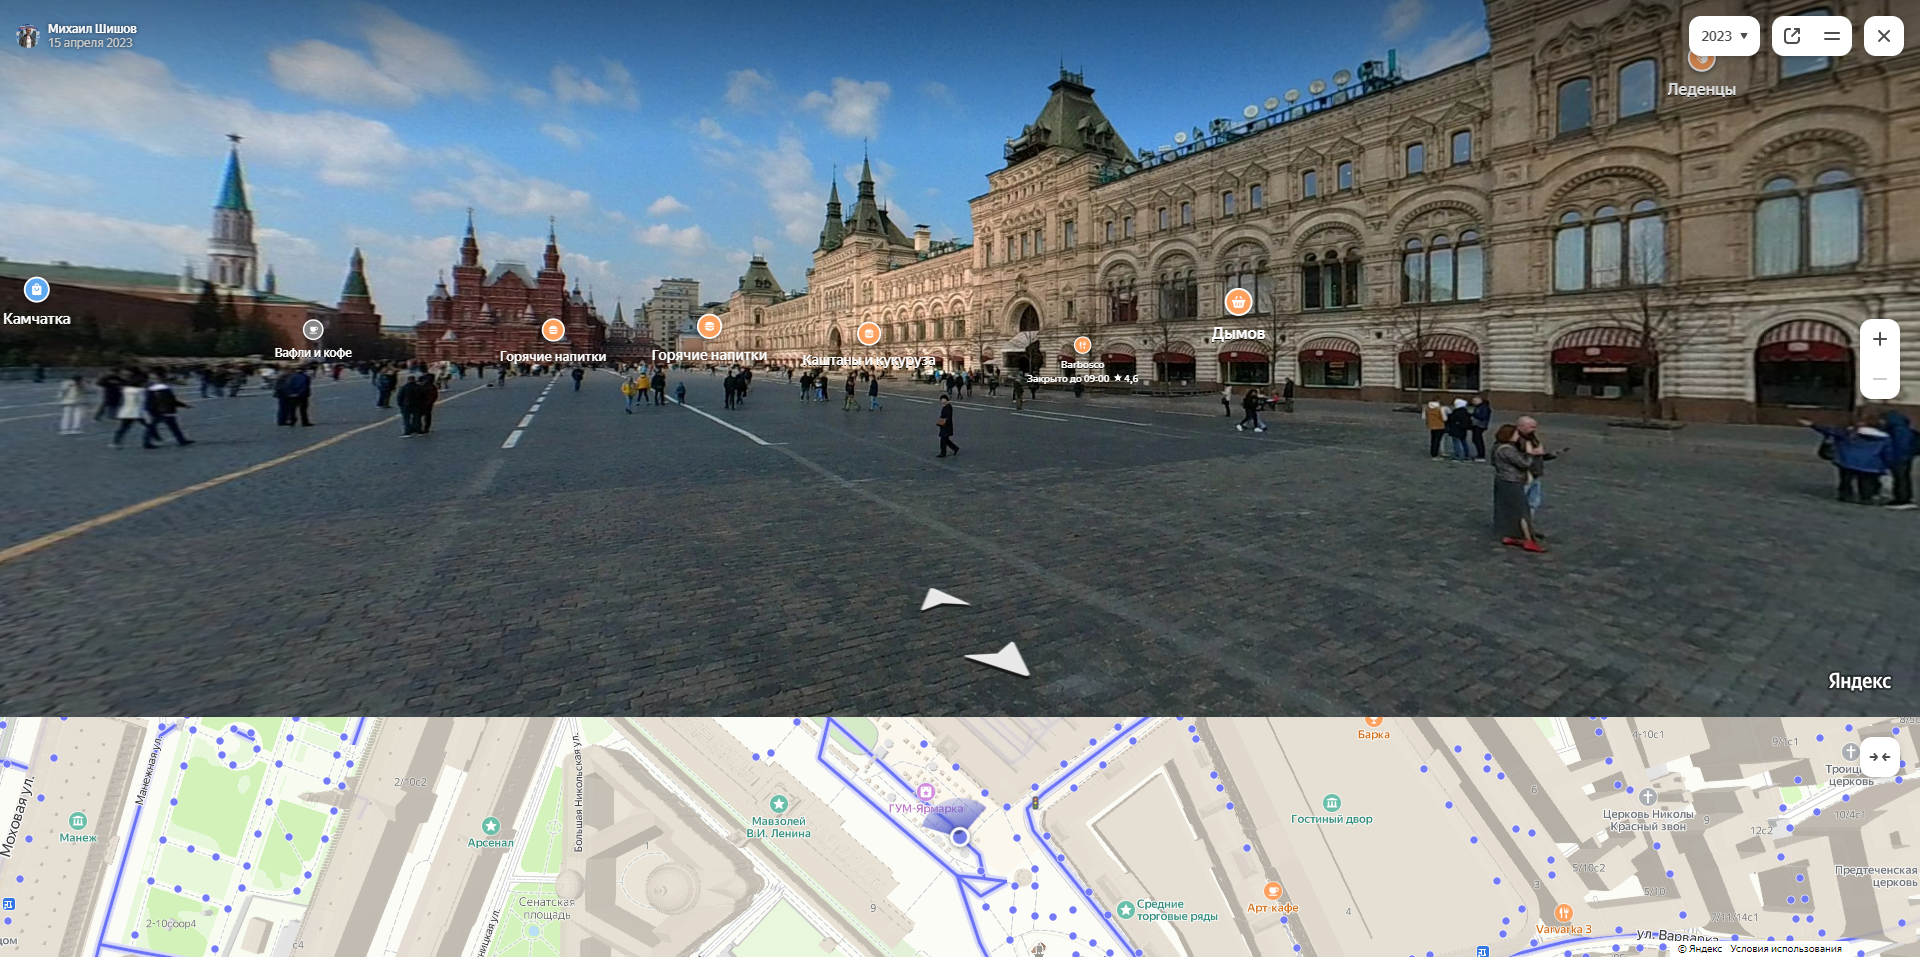 Михаил Шишов
15 апреля 2023
2023
Леденцы
Камчатка
Вафли и кофе
Горячие напитки
Горячие напитки
Каштаны и кукуруза
Barbosco
Закрыто до 09:00 ★ 4,6
Дымов
Яндекс
Моховая ул.
Манеж
Манежная ул.
2/10с2
Арсенал
Большая Никольская ул.
Мавзолей
В.И. Ленина
ГУМ-Ярмарка
1
9
Сенатская
площадь
2-10соор4
с4
Средние
торговые ряды
Барка
Гостиный двор
Арт-кафе
4
Varvarka 3
ул. Варварка
4-10с1
9/1с1
6
Церковь Николы
Красный звон
9
12с2
10/4с1
Троиц
церковь
5/10с2
3
5/10
2/11/14с1
Предтеченская
церковь
© Яндекс Условия использования